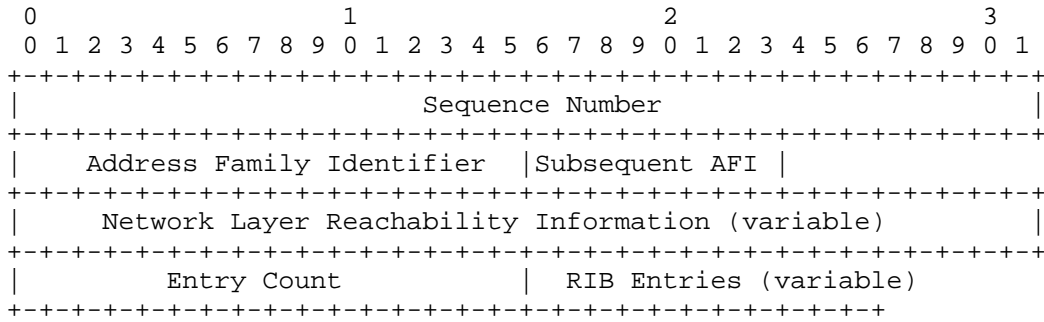 0                   1                   2                   3
 0 1 2 3 4 5 6 7 8 9 0 1 2 3 4 5 6 7 8 9 0 1 2 3 4 5 6 7 8 9 0 1
+-+-+-+-+-+-+-+-+-+-+-+-+-+-+-+-+-+-+-+-+-+-+-+-+-+-+-+-+-+-+-+-+
|                         Sequence Number                       |
+-+-+-+-+-+-+-+-+-+-+-+-+-+-+-+-+-+-+-+-+-+-+-+-+-+-+-+-+-+-+-+-+
|    Address Family Identifier  |Subsequent AFI |
+-+-+-+-+-+-+-+-+-+-+-+-+-+-+-+-+-+-+-+-+-+-+-+-+-+-+-+-+-+-+-+-+
|     Network Layer Reachability Information (variable)         |
+-+-+-+-+-+-+-+-+-+-+-+-+-+-+-+-+-+-+-+-+-+-+-+-+-+-+-+-+-+-+-+-+
|         Entry Count           |  RIB Entries (variable)
+-+-+-+-+-+-+-+-+-+-+-+-+-+-+-+-+-+-+-+-+-+-+-+-+-+-+-+